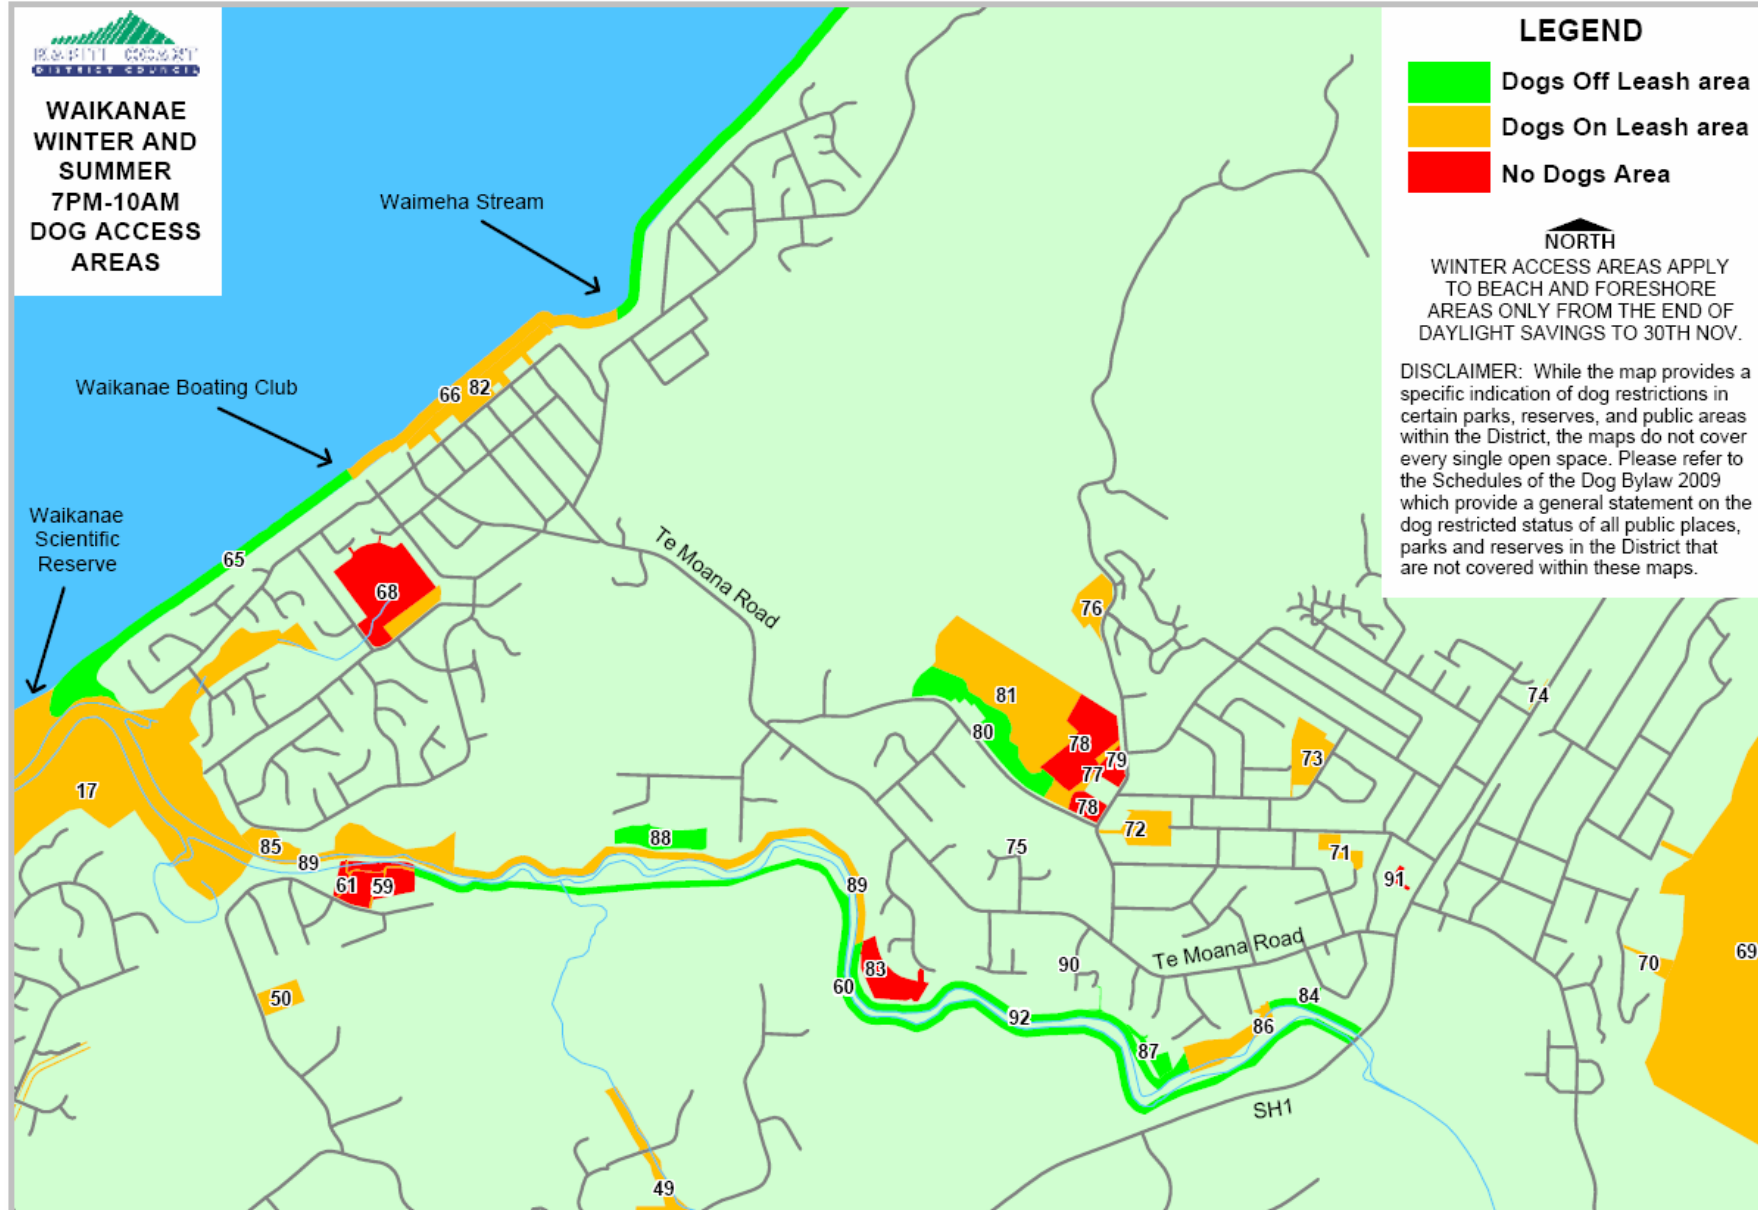 KAPITI COAST
DISTRICT COUNCIL
WAIKANAE
WINTER AND
SUMMER
7PM-10AM
DOG ACCESS
AREAS
LEGEND
Dogs Off Leash area
Dogs On Leash area
No Dogs Area
NORTH
WINTER ACCESS AREAS APPLY
TO BEACH AND FORESHORE
AREAS ONLY FROM THE END OF
DAYLIGHT SAVINGS TO 30TH NOV.
DISCLAIMER: While the map provides a
specific indication of dog restrictions in
certain parks, reserves, and public areas
within the District, the maps do not cover
every single open space. Please refer to
the Schedules of the Dog Bylaw 2009
which provide a general statement on the
dog restricted status of all public places,
parks and reserves in the District that
are not covered within these maps.
Waimeha Stream
Waikanae Boating Club
66
82
Waikanae
Scientific
Reserve
65
Te Moana Road
68
76
81
74
80
78
73
79
77
17
78
72
88
85
89
75
71
61
59
89
91
Te Moana Road
83
90
70
69
60
50
84
92
86
87
SH1
49